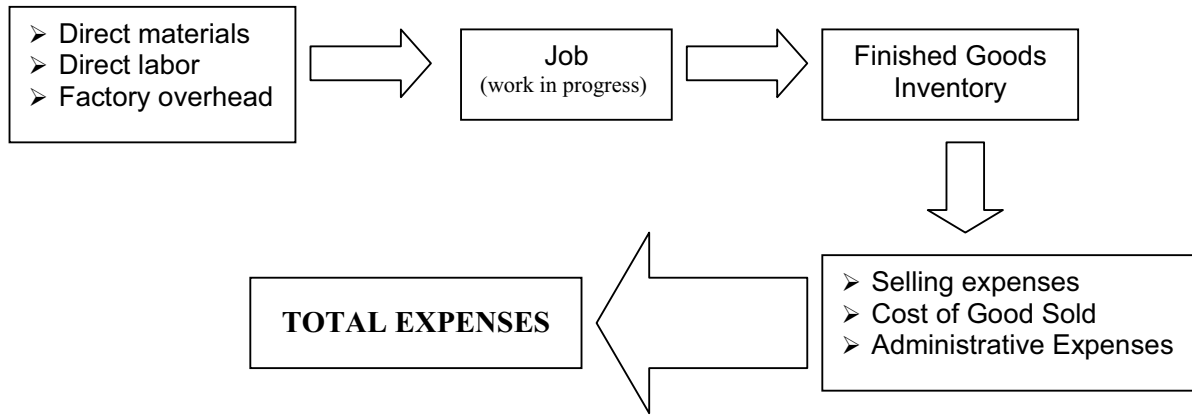 ➢ Direct materials
➢ Direct labor
➢ Factory overhead
Job
(work in progress)
Finished Goods
Inventory
➢ Selling expenses
➢ Cost of Good Sold
➢ Administrative Expenses
TOTAL EXPENSES